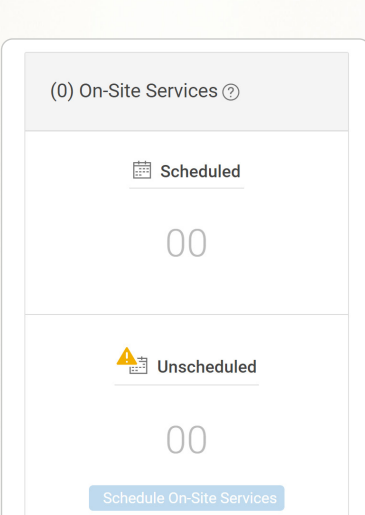 (0) On-Site Services ?
Scheduled
00
Unscheduled
00
Schedule On-Site Services